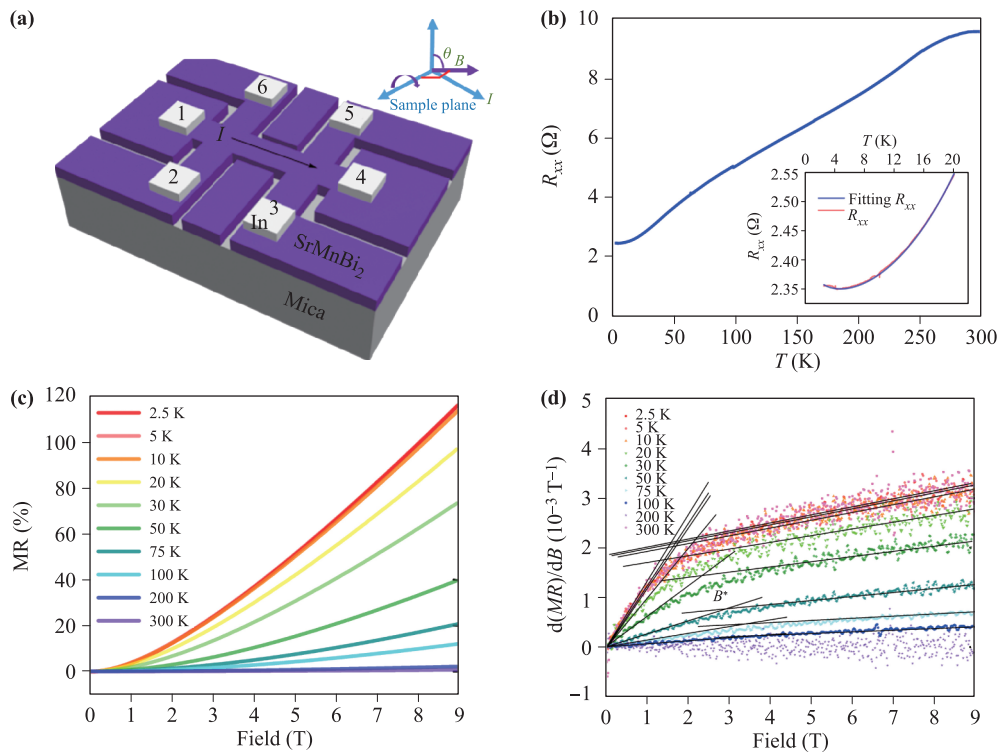 (a)
6
1
5
I
2
4
3
In
SrMnBi2
Mica
θ
B
I
Sample plane
(b)
10
8
6
4
2
0
Rxx (Ω)
0 50 100 150 200 250 300
T (K)
T (K)
0 5 10 15 20
2.55
2.50
2.45
2.40
2.35
Rxx (Ω)
Fitting Rxx
Rxx
(c)
120
100
80
60
40
20
0
MR (%)
2.5 K
5 K
10 K
20 K
30 K
50 K
75 K
100 K
200 K
300 K
0 1 2 3 4 5 6 7 8 9
Field (T)
(d)
5
4
3
2
1
0
−1
d(MR)/dB (10−3 T−1)
2.5 K
5 K
10 K
20 K
30 K
50 K
75 K
100 K
200 K
300 K
B*
0 1 2 3 4 5 6 7 8 9
Field (T)